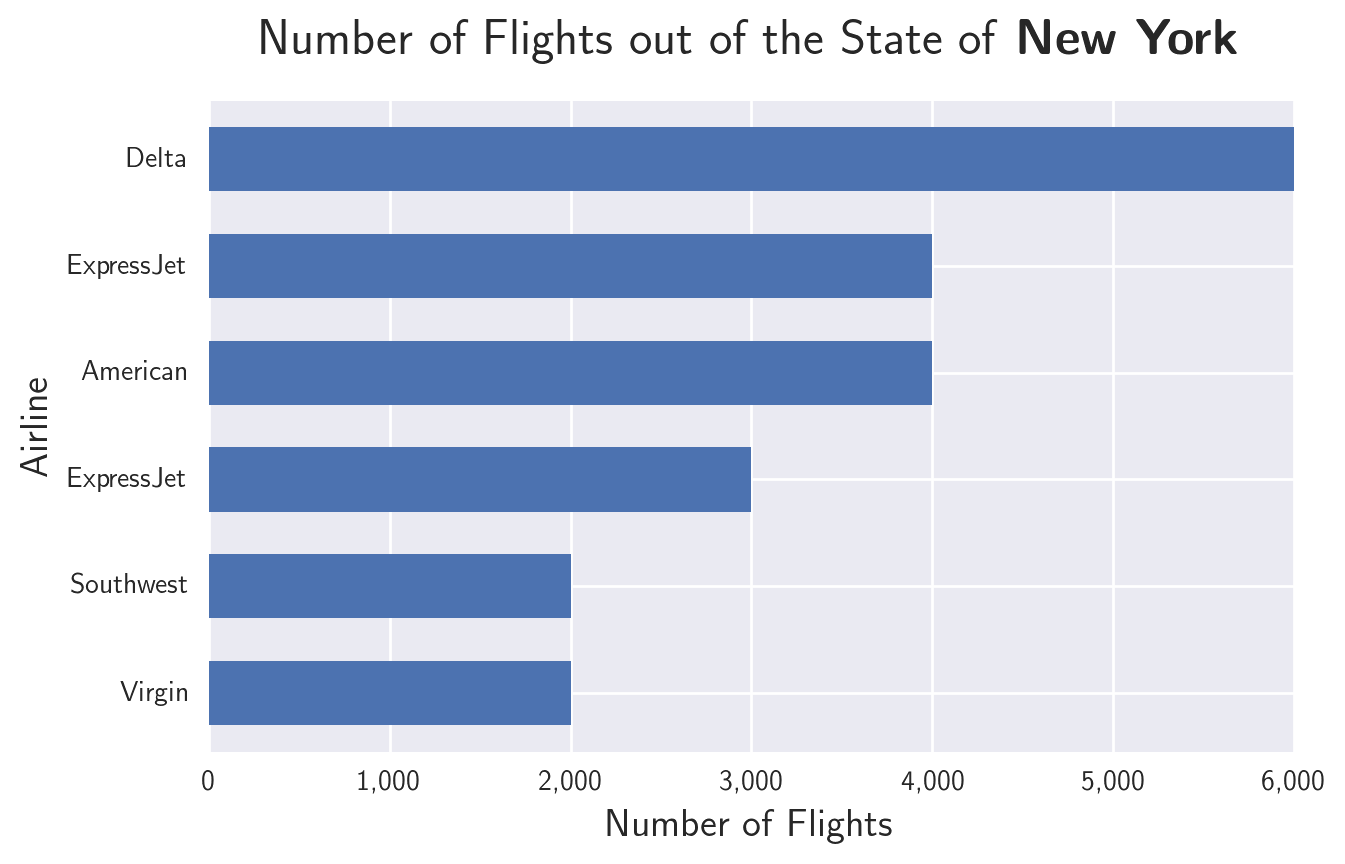 Number of Flights out of the State of New York
Delta
ExpressJet
American
ExpressJet
Southwest
Virgin
Airline
0 1,000 2,000 3,000 4,000 5,000 6,000
Number of Flights